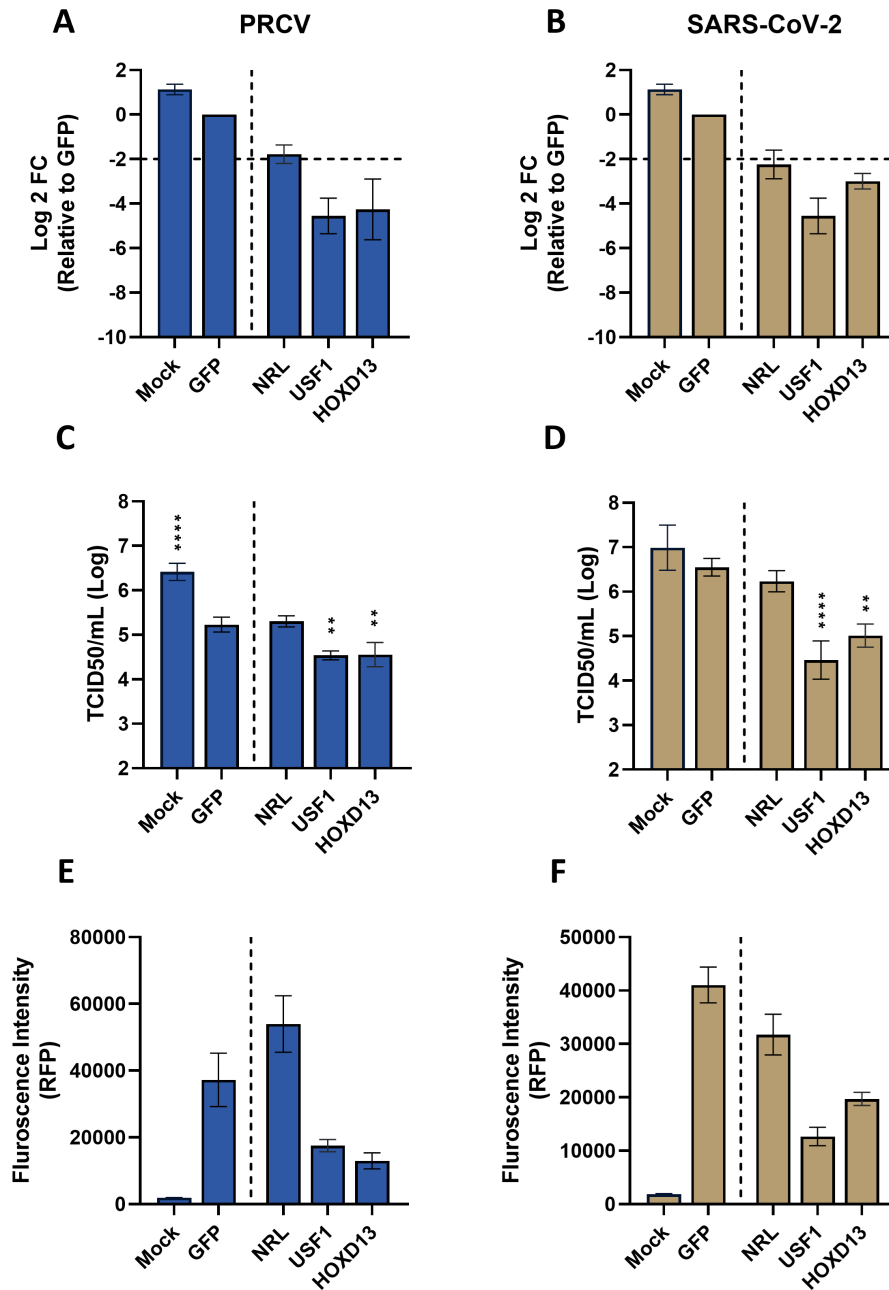 A
PRCV
Log 2 FC
(Relative to GFP)
2
0
-2
-4
-6
-8
-10
Mock
GFP
NRL
USF1
HOXD13
B
SARS-CoV-2
Log 2 FC
(Relative to GFP)
2
0
-2
-4
-6
-8
-10
Mock
GFP
NRL
USF1
HOXD13
C
TCID50/mL (Log)
8
7
6
5
4
3
2
****
**
**
Mock
GFP
NRL
USF1
HOXD13
D
TCID50/mL (Log)
8
7
6
5
4
3
2
****
**
Mock
GFP
NRL
USF1
HOXD13
E
Fluroscence Intensity
(RFP)
80000
60000
40000
20000
0
Mock
GFP
NRL
USF1
HOXD13
F
Fluroscence Intensity
(RFP)
50000
40000
30000
20000
10000
0
Mock
GFP
NRL
USF1
HOXD13